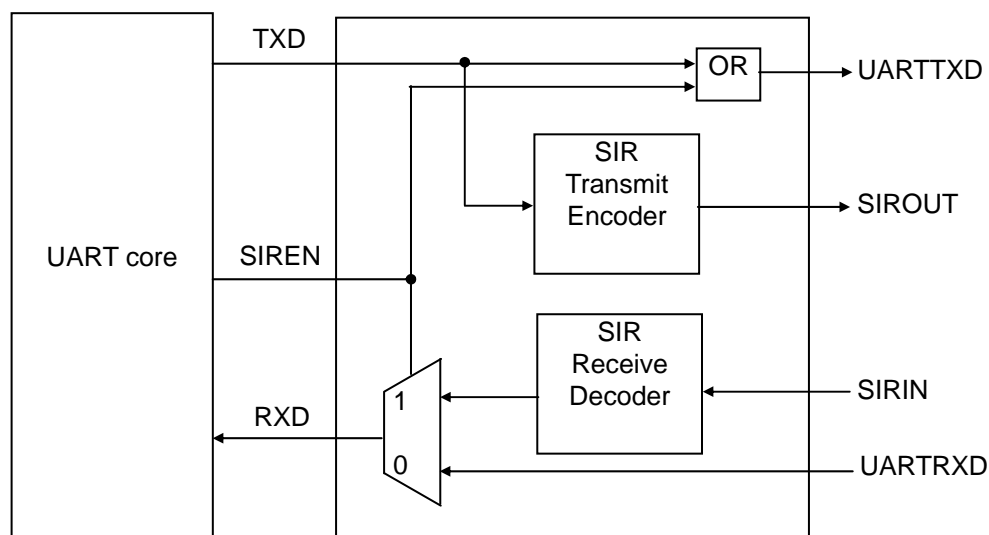 TXD
OR
UARTTXD
SIR
Transmit
Encoder
SIROUT
UART core
SIREN
SIR
Receive
Decoder
SIRIN
1
RXD
0
UARTRXD